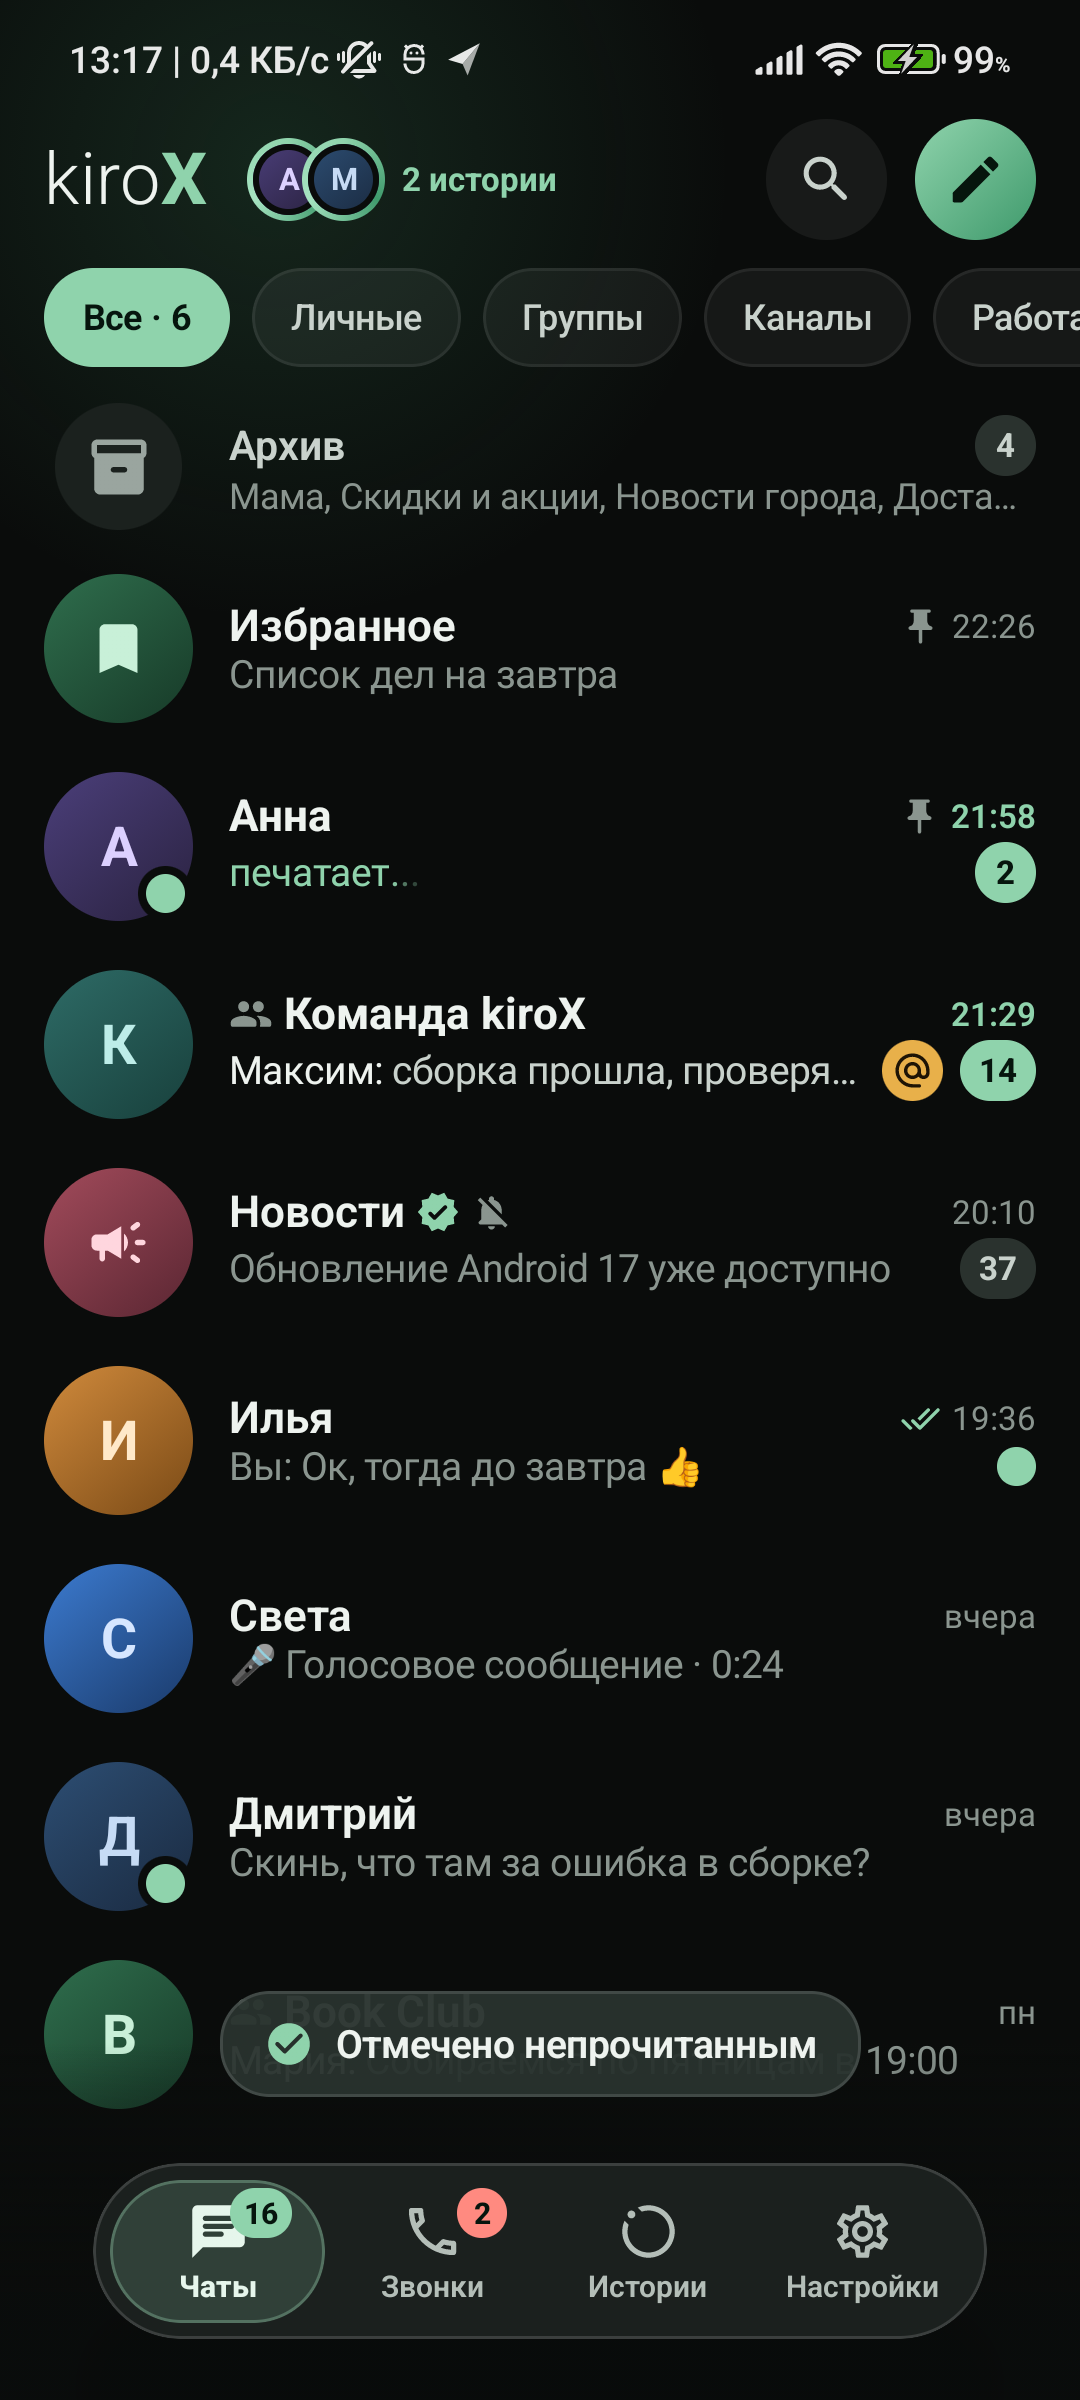 13:17 | 0,4 КБ/с
99%
kiroX
А М 2 истории
Все · 6
Личные
Группы
Каналы
Работа
Архив
4
Мама, Скидки и акции, Новости города, Доста...
Избранное
22:26
Список дел на завтра
А
Анна
21:58
печатает...
2
К
Команда kiroX
21:29
Максим: сборка прошла, проверя...
@ 14
Новости
20:10
Обновление Android 17 уже доступно
37
И
Илья
19:36
Вы: Ок, тогда до завтра 👍
С
Света
вчера
🎤 Голосовое сообщение · 0:24
Д
Дмитрий
вчера
Скинь, что там за ошибка в сборке?
B
Book Club
пн
Мария: Собираемся по пятницам в 19:00
Отмечено непрочитанным
16
2
Чаты
Звонки
Истории
Настройки